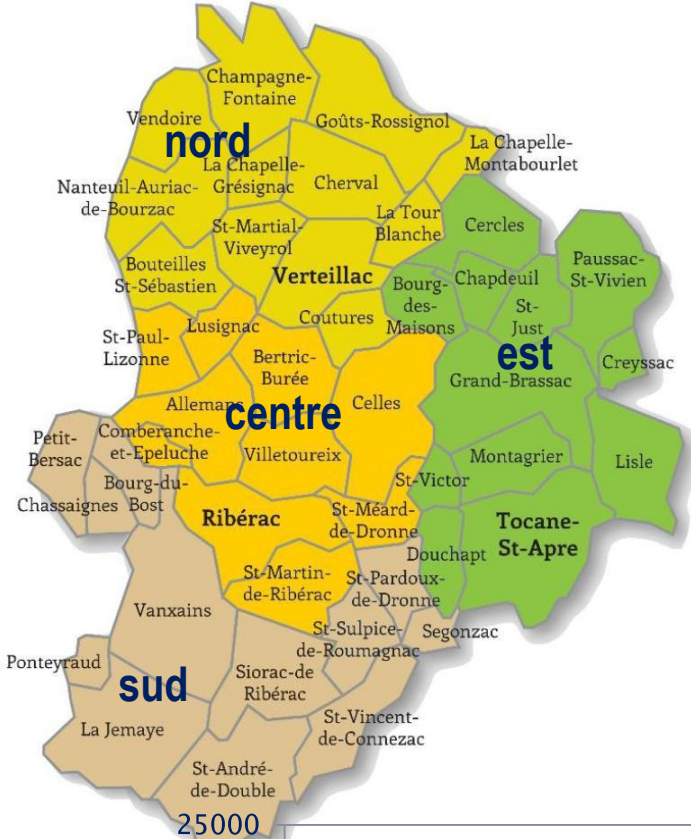 Champagne-
Fontaine
Vendoire
Goûts-Rossignol
nord
La Chapelle-
Montabourlet
La Chapelle-
Grésignac
Cherval
Nanteuil-Auriac-
de-Bourzac
La Tour
Blanche
Cercles
St-Martial-
Viveyrol
Bouteilles
St-Sébastien
Verteillac
Paussac-
St-Vivien
Bourg-
des-
Maisons
Chapdeuil
St-
Just
Coutures
Lusignac
St-Paul-
Lizonne
est
Bertric-
Burée
Creyssac
Grand-Brassac
Allemans
centre
Celles
Petit-
Bersac
Comberanche-
et-Epeluche
Villetoureix
Montagrier
Lisle
Bourg-du-
Bost
Chassaignes
St-Victor
Ribérac
St-Méard-
de-Dronne
Tocane-
St-Apre
Douchapt
St-Martin-
de-Ribérac
St-Pardoux-
de-Dronne
Vanxains
St-Sulpice-
de-Roumagnac
Segonzac
Ponteyraud
sud
Siorac-de
Ribérac
La Jemaye
St-Vincent-
de-Connezac
St-André-
de-Double
25000